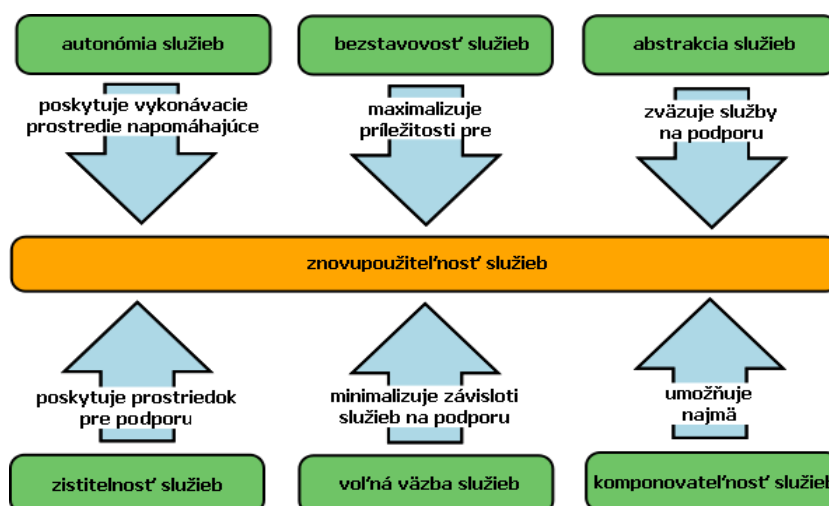 autonómia služieb
bezstavovosť služieb
abstrakcia služieb
poskytuje vykonávacie
prostredie napomáhajúce
maximalizuje
príležitosti pre
zväzuje služby
na podporu
znovupoužiteľnosť služieb
poskytuje prostriedok
pre podporu
minimalizuje závisloti
služieb na podporu
umožňuje
najmä
zistitelnosť služieb
voľná väzba služieb
komponovateľnosť služieb